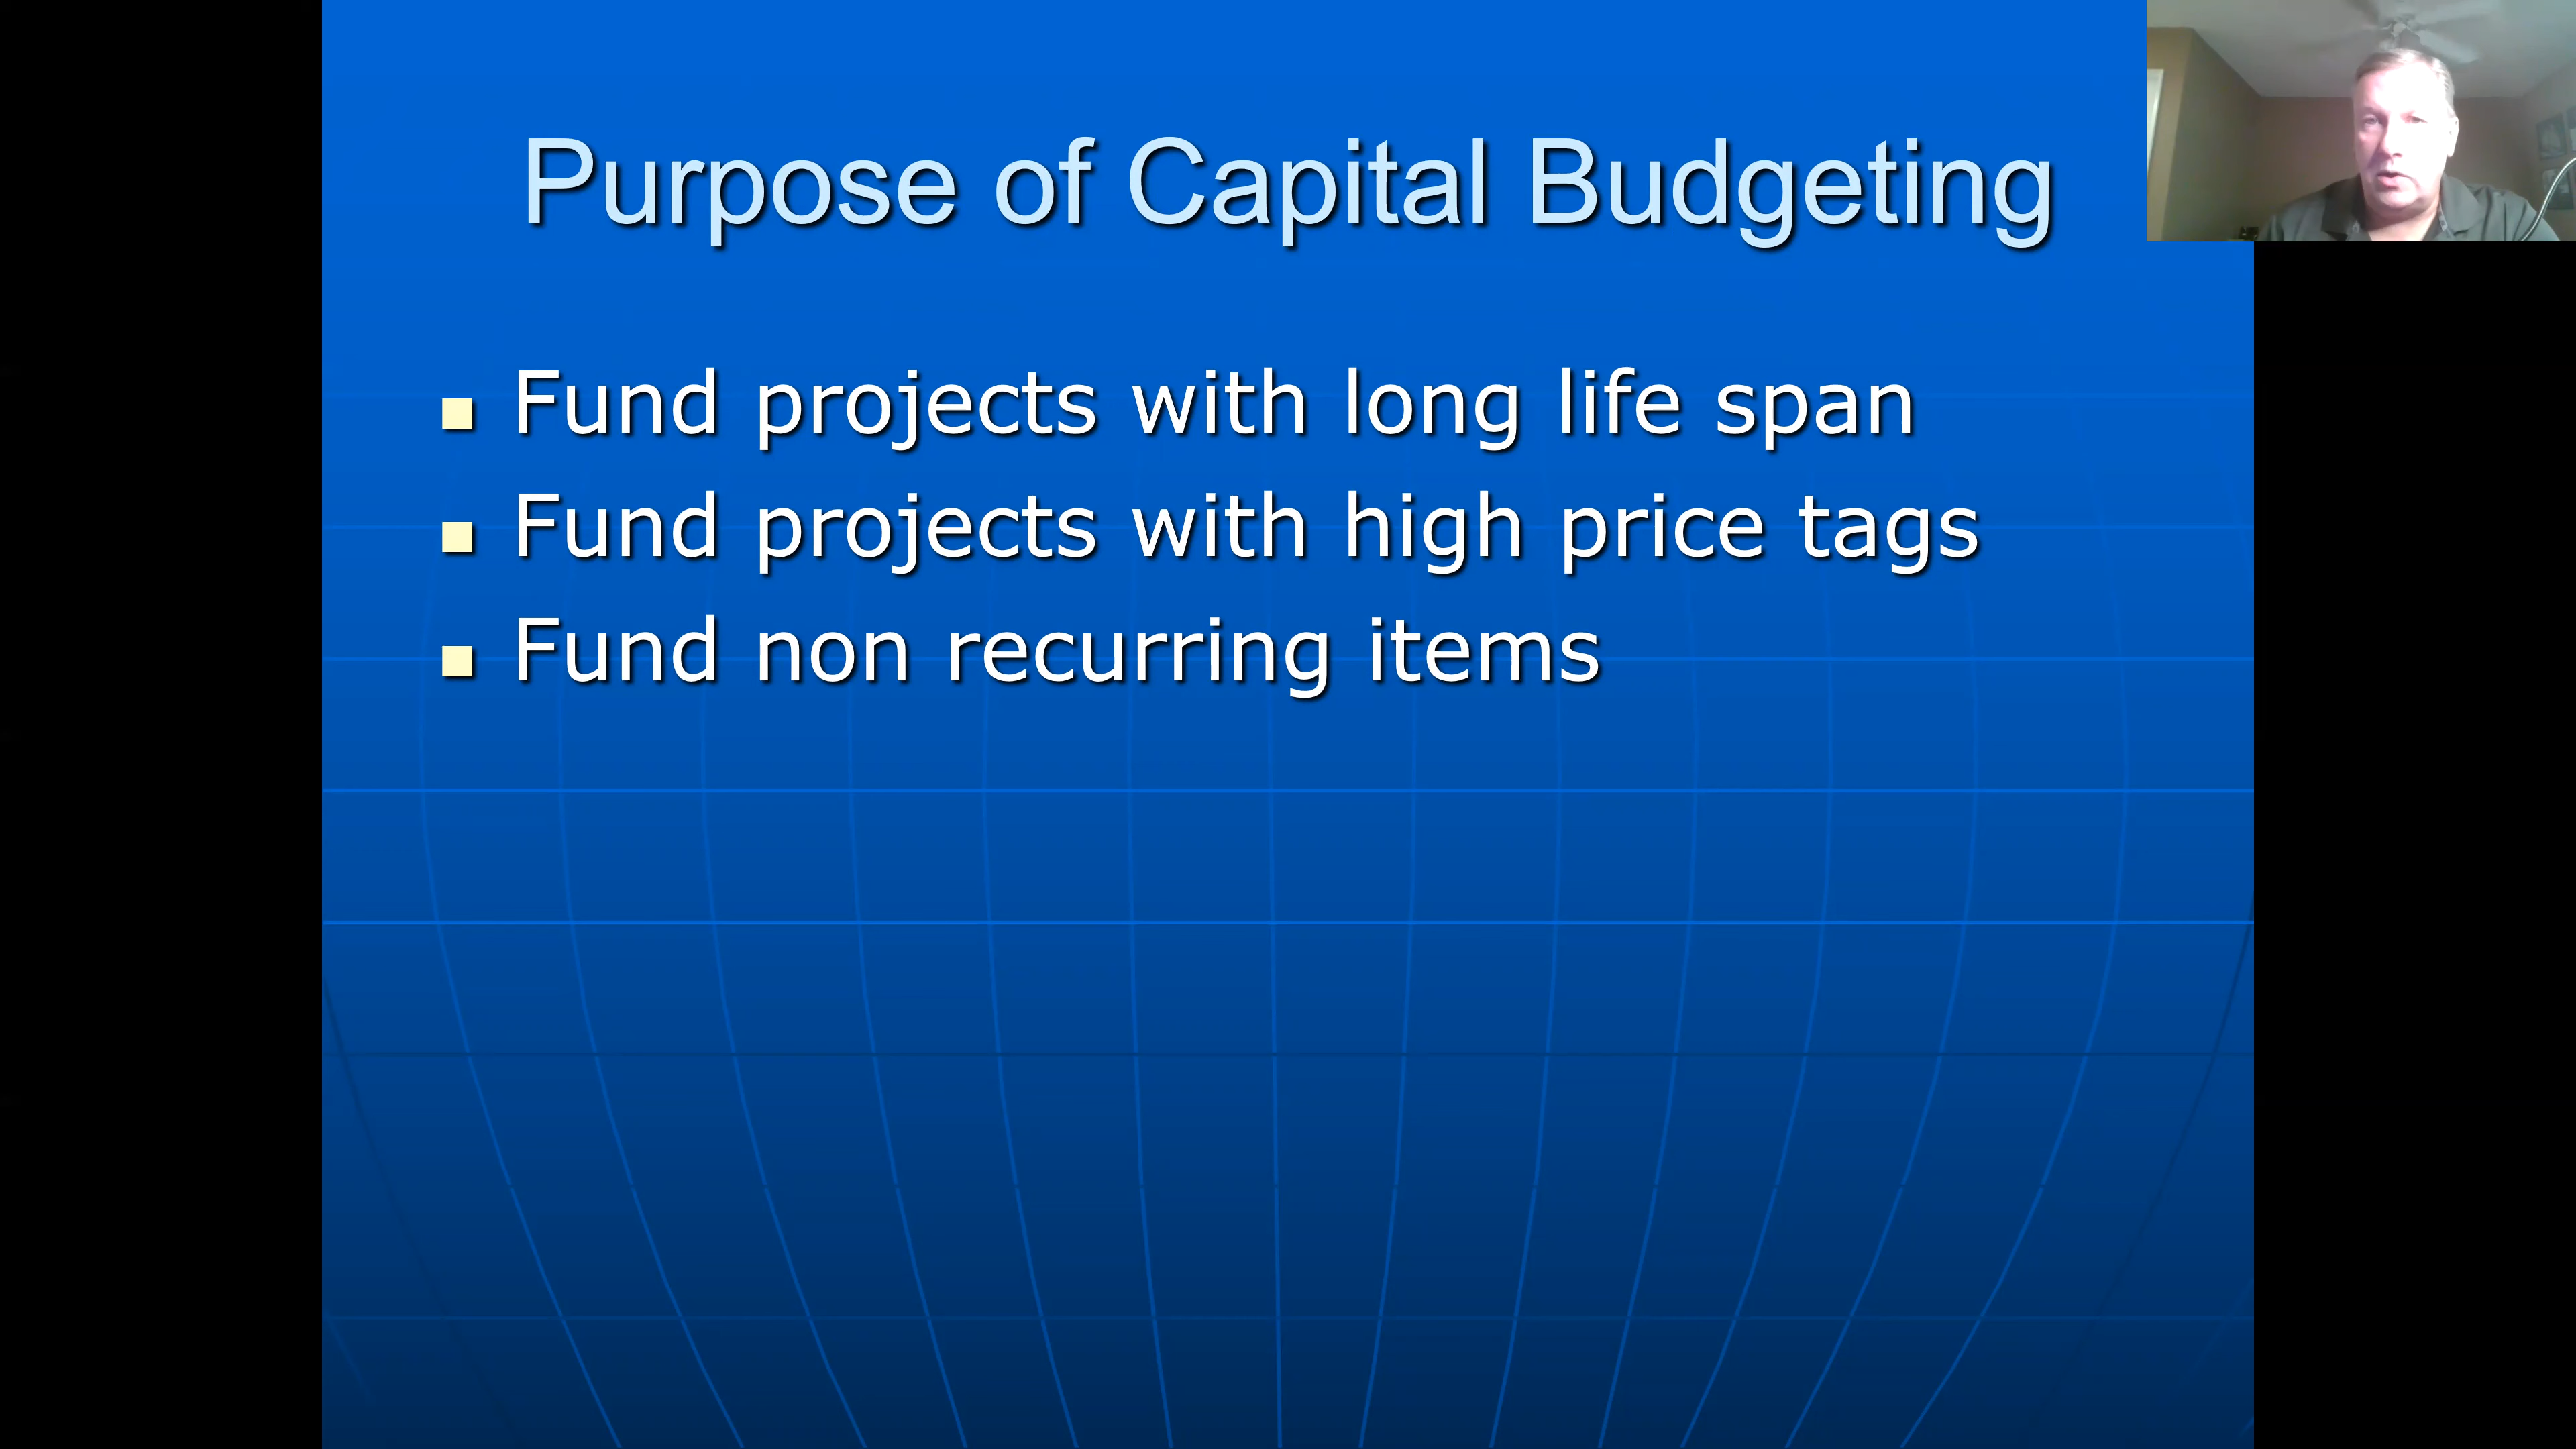 Purpose of Capital Budgeting
Fund projects with long life span
Fund projects with high price tags
Fund non recurring items